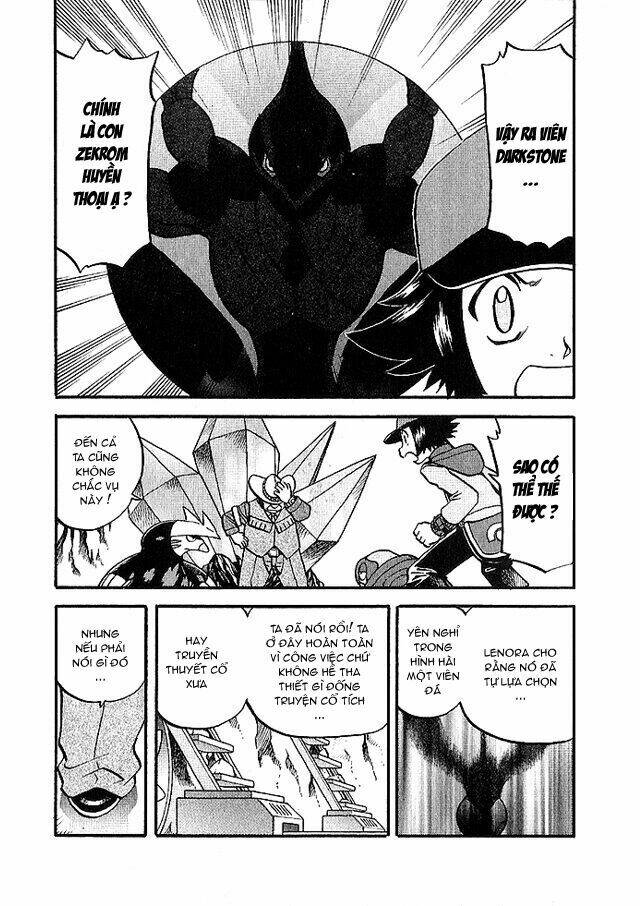 VẬY RA VIÊN
DARKSTONE
...
CHÍNH
LÀ CON
ZEKROM
HUYỀN
THOẠI Ạ ?
SAO CÓ
THỂ THẾ
ĐƯỢC ?
ĐẾN CẢ
TA CŨNG
KHÔNG
CHẮC VỤ
NÀY !
LENORA CHO
RẰNG NÓ ĐÃ
TỰ LỰA CHỌN
YÊN NGHỈ
TRONG
HÌNH HÀI
MỘT VIÊN
ĐÁ
TA ĐÃ NÓI RỒI! TA
Ở ĐÂY HOÀN TOÀN
VÌ CÔNG VIỆC CHỨ
KHÔNG HỀ THA
THIẾT GÌ ĐỐNG
TRUYỆN CỔ TÍCH
...
HAY
TRUYỀN
THUYẾT CỔ
XƯA
NHƯNG
NẾU PHẢI
NÓI GÌ ĐÓ
...